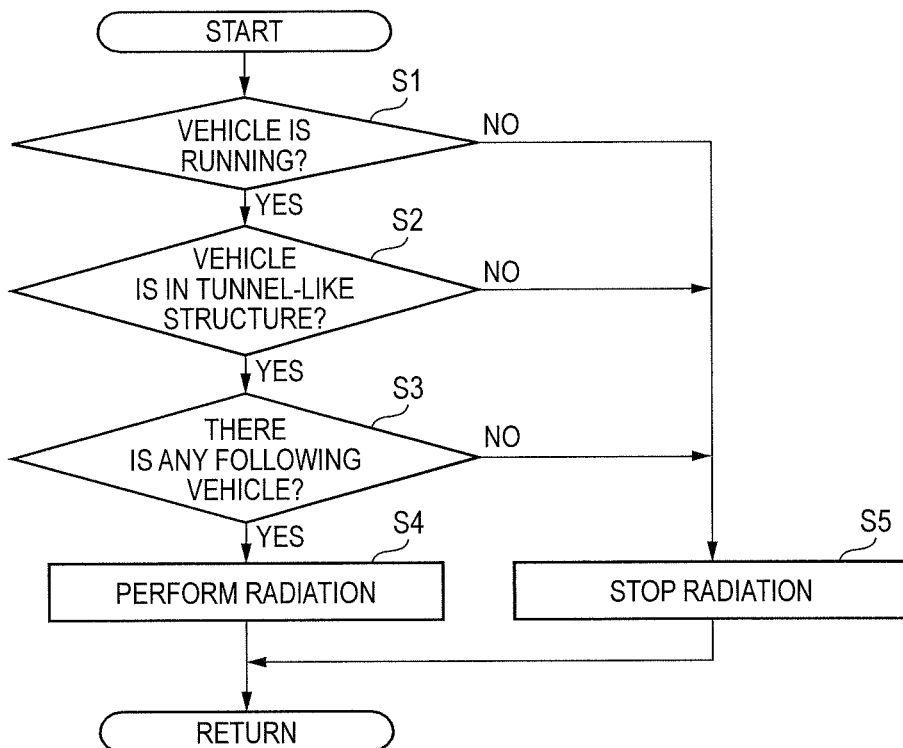 START
S1
VEHICLE IS
RUNNING?
NO
YES
S2
VEHICLE
IS IN TUNNEL-LIKE
STRUCTURE?
NO
YES
S3
THERE
IS ANY FOLLOWING
VEHICLE?
NO
YES
S4
PERFORM RADIATION
S5
STOP RADIATION
RETURN